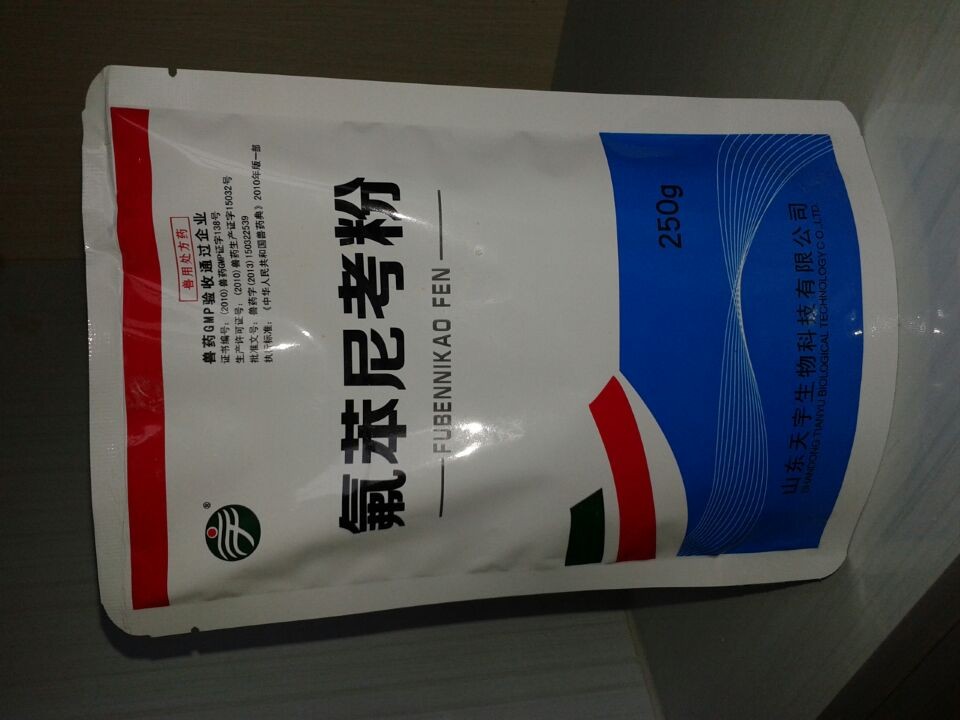 ®
兽用处方药
兽药GMP验收通过企业
证书编号：(2010)兽药GMP证字138号
生产许可证号：(2010)兽药生产证字15032号
批准文号：兽药字(2013)150322539
执行标准：《中华人民共和国兽药典》2010年版一部
氟苯尼考粉
FUBENNIKAO FEN
250g
山东天宇生物科技有限公司
SHANDONG TIANYU BIOLOGICAL TECHNOLOGY CO.,LTD.